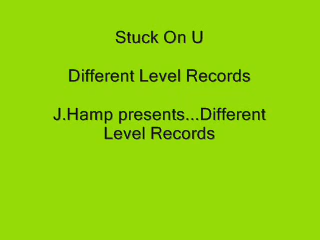 Stuck On U
Different Level Records
J.Hamp presents...Different
Level Records